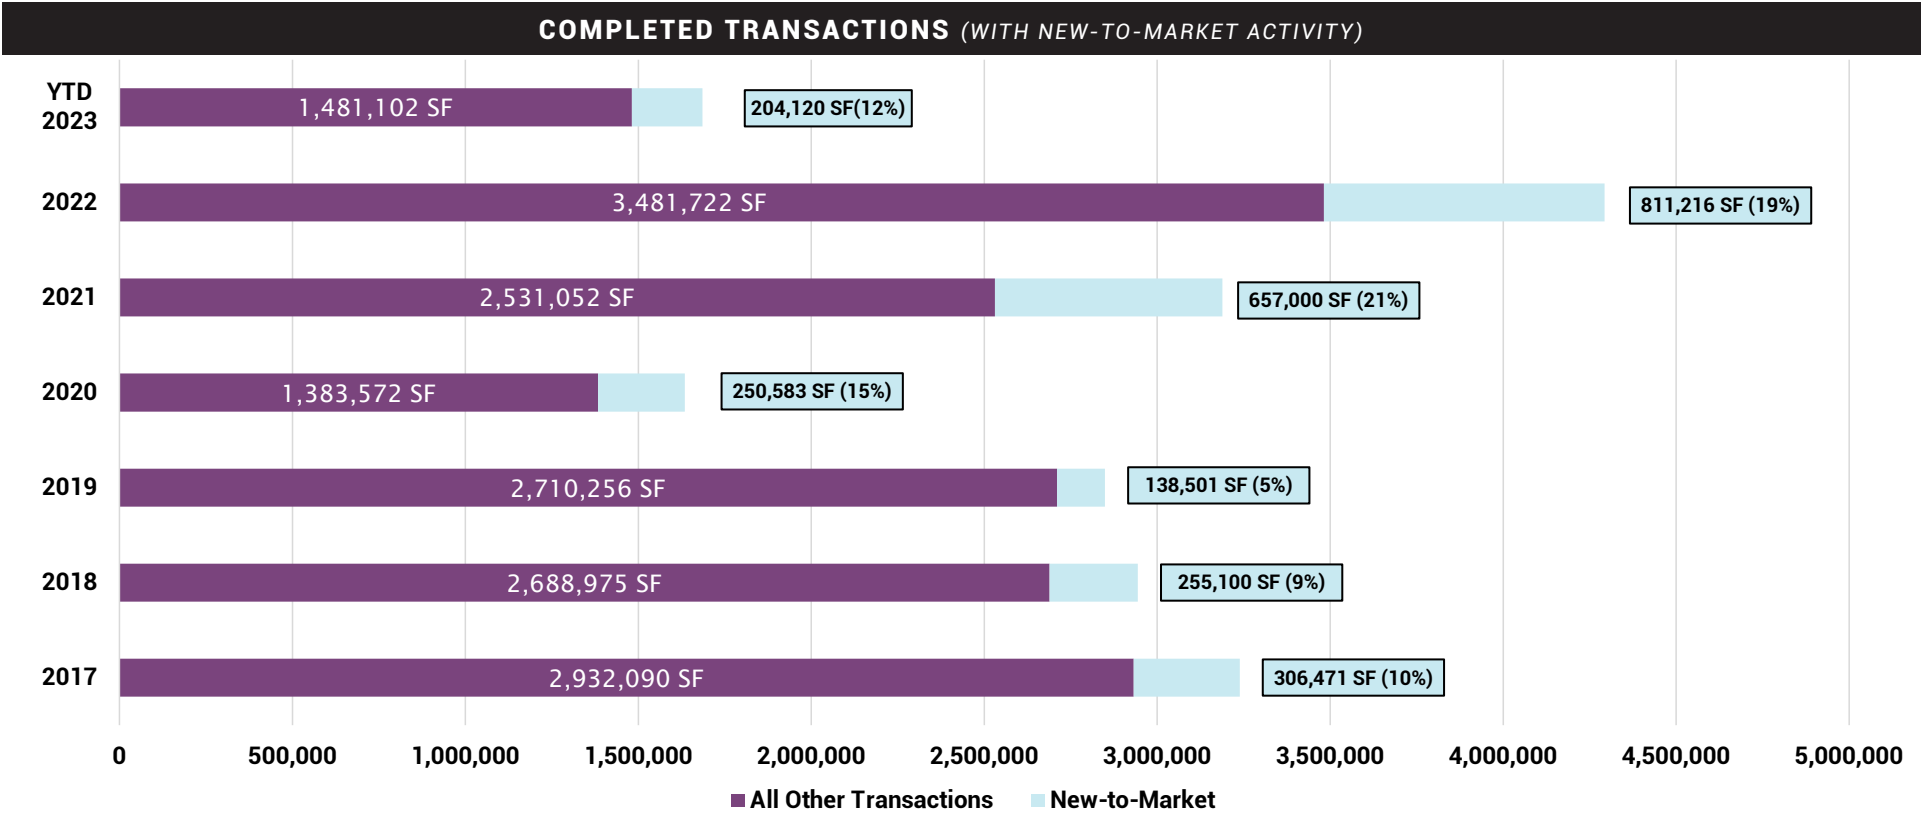 COMPLETED TRANSACTIONS (WITH NEW-TO-MARKET ACTIVITY)
YTD
2023
1,481,102 SF
204,120 SF(12%)
2022
3,481,722 SF
811,216 SF (19%)
2021
2,531,052 SF
657,000 SF (21%)
2020
1,383,572 SF
250,583 SF (15%)
2019
2,710,256 SF
138,501 SF (5%)
2018
2,688,975 SF
255,100 SF (9%)
2017
2,932,090 SF
306,471 SF (10%)
0 500,000 1,000,000 1,500,000 2,000,000 2,500,000 3,000,000 3,500,000 4,000,000 4,500,000 5,000,000
All Other Transactions New-to-Market